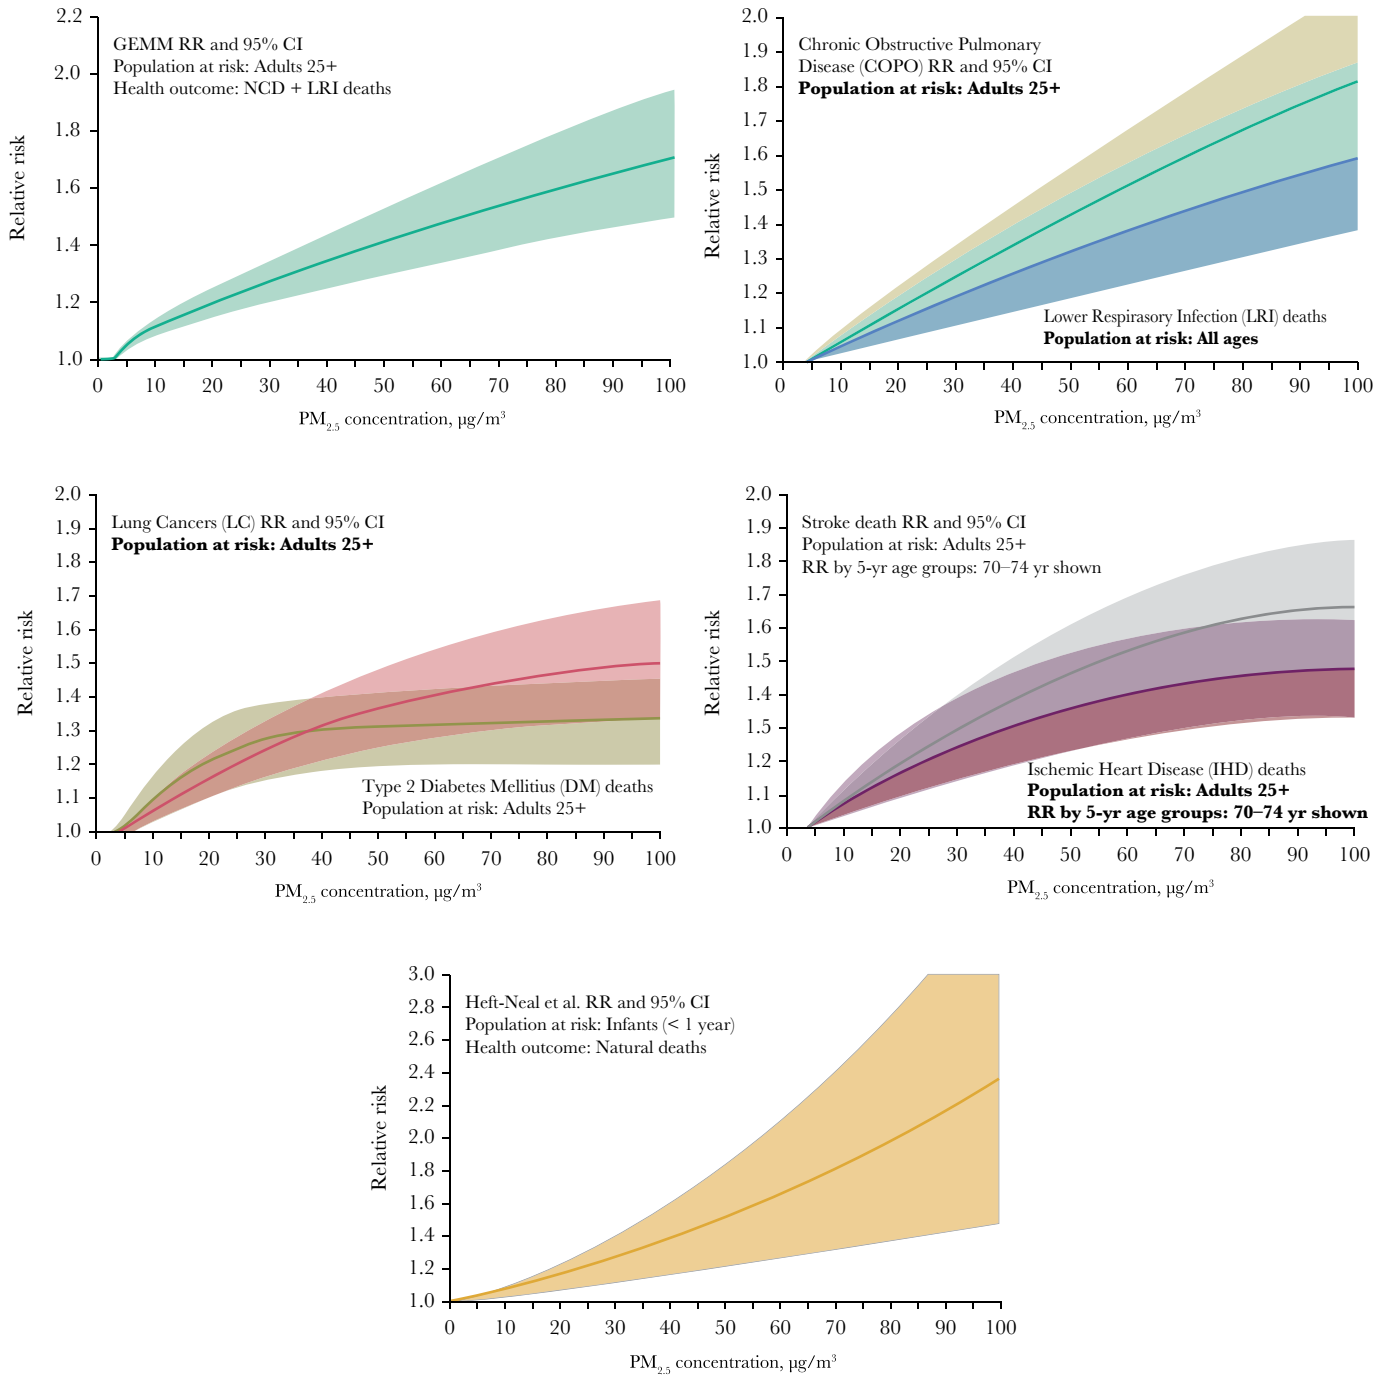 2.2
2.0
1.8
1.6
1.4
1.2
1.0
Relative risk
GEMM RR and 95% CI
Population at risk: Adults 25+
Health outcome: NCD + LRI deaths
0 10 20 30 40 50 60 70 80 90 100
PM2.5 concentration, µg/m³
2.0
1.9
1.8
1.7
1.6
1.5
1.4
1.3
1.2
1.1
1.0
Relative risk
Chronic Obstructive Pulmonary
Disease (COPO) RR and 95% CI
Population at risk: Adults 25+
Lower Respirasory Infection (LRI) deaths
Population at risk: All ages
0 10 20 30 40 50 60 70 80 90 100
PM2.5 concentration, µg/m³
2.0
1.9
1.8
1.7
1.6
1.5
1.4
1.3
1.2
1.1
1.0
Relative risk
Lung Cancers (LC) RR and 95% CI
Population at risk: Adults 25+
Type 2 Diabetes Mellitius (DM) deaths
Population at risk: Adults 25+
0 10 20 30 40 50 60 70 80 90 100
PM2.5 concentration, µg/m³
2.0
1.9
1.8
1.7
1.6
1.5
1.4
1.5
1.2
1.1
1.0
Relative risk
Stroke death RR and 95% CI
Population at risk: Adults 25+
RR by 5-yr age groups: 70–74 yr shown
Ischemic Heart Disease (IHD) deaths
Population at risk: Adults 25+
RR by 5-yr age groups: 70–74 yr shown
0 10 20 30 40 50 60 70 80 90 100
PM2.5 concentration, µg/m³
3.0
2.8
2.6
2.4
2.2
2.0
1.8
1.6
1.4
1.2
1.0
Relative risk
Heft-Neal et al. RR and 95% CI
Population at risk: Infants (< 1 year)
Health outcome: Natural deaths
0 10 20 30 40 50 60 70 80 90 100
PM2.5 concentration, µg/m³